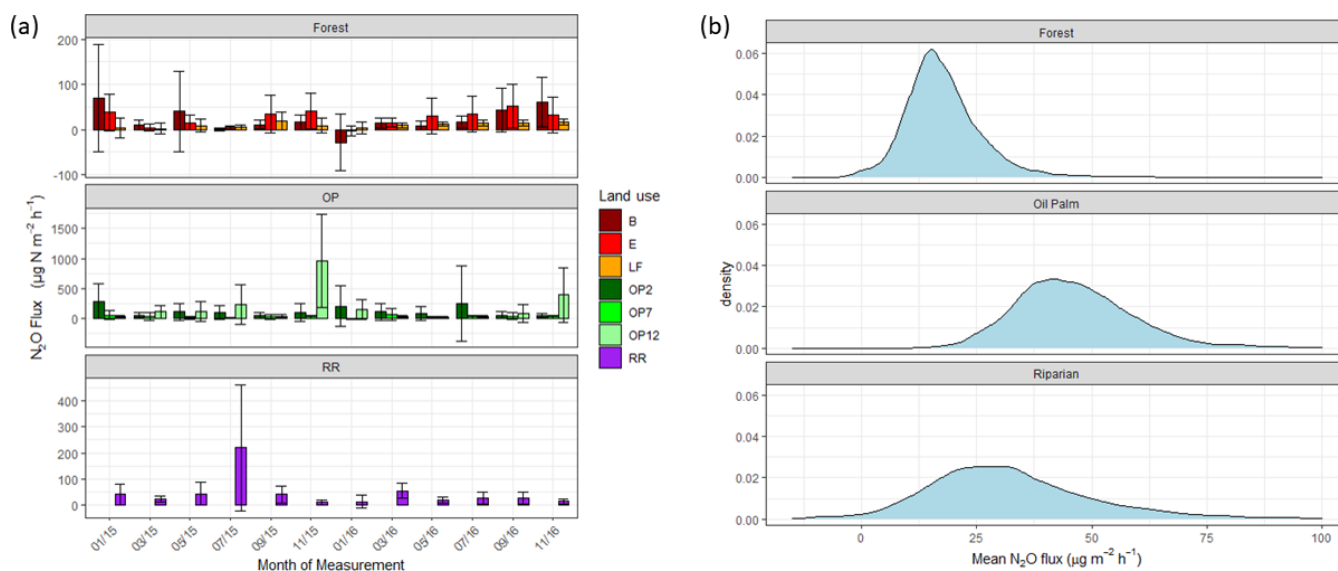 (a)
Forest
200
100
0
-100
OP
1500
1000
500
0
RR
400
300
200
100
0
N₂O Flux (µg N m⁻² h⁻¹)
01/15
03/15
05/15
07/15
09/15
11/15
01/16
03/16
05/16
07/16
09/16
11/16
Month of Measurement
Land use
B
E
LF
OP2
OP7
OP12
RR
(b)
Forest
0.06
0.04
0.02
0.00
Oil Palm
0.06
0.04
0.02
0.00
Riparian
0.06
0.04
0.02
0.00
density
0
25
50
75
100
Mean N₂O flux (µg m⁻² h⁻¹)